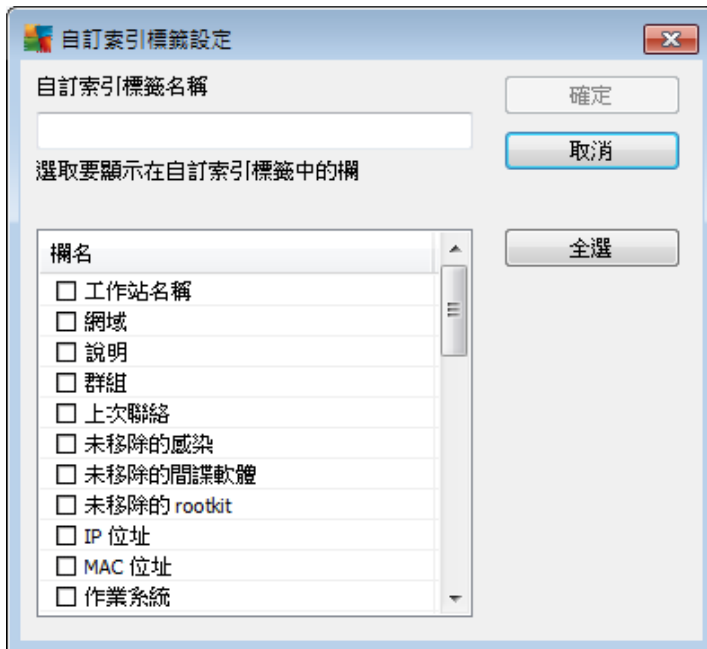 自訂索引標籤設定
自訂索引標籤名稱
確定
取消
選取要顯示在自訂索引標籤中的欄
全選
欄名
工作站名稱
網域
說明
群組
上次聯絡
未移除的感染
未移除的間諜軟體
未移除的 rootkit
IP 位址
MAC 位址
作業系統